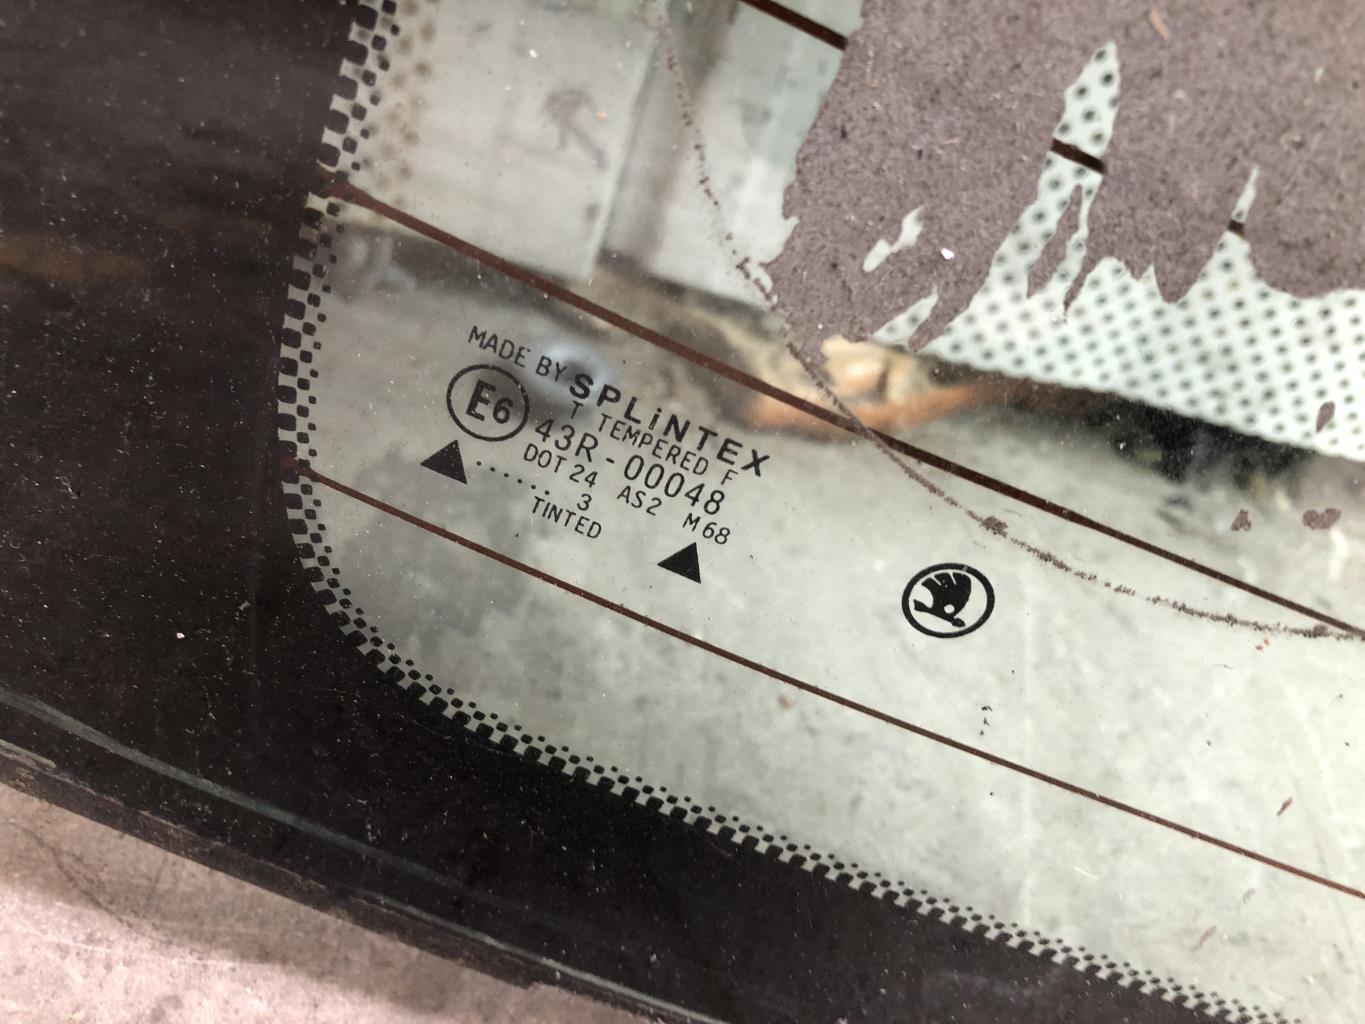 MADE BY SPLiNTEX
T TEMPERED F
E6 43R-00048
DOT 24 AS2 M68
...... 3
TINTED